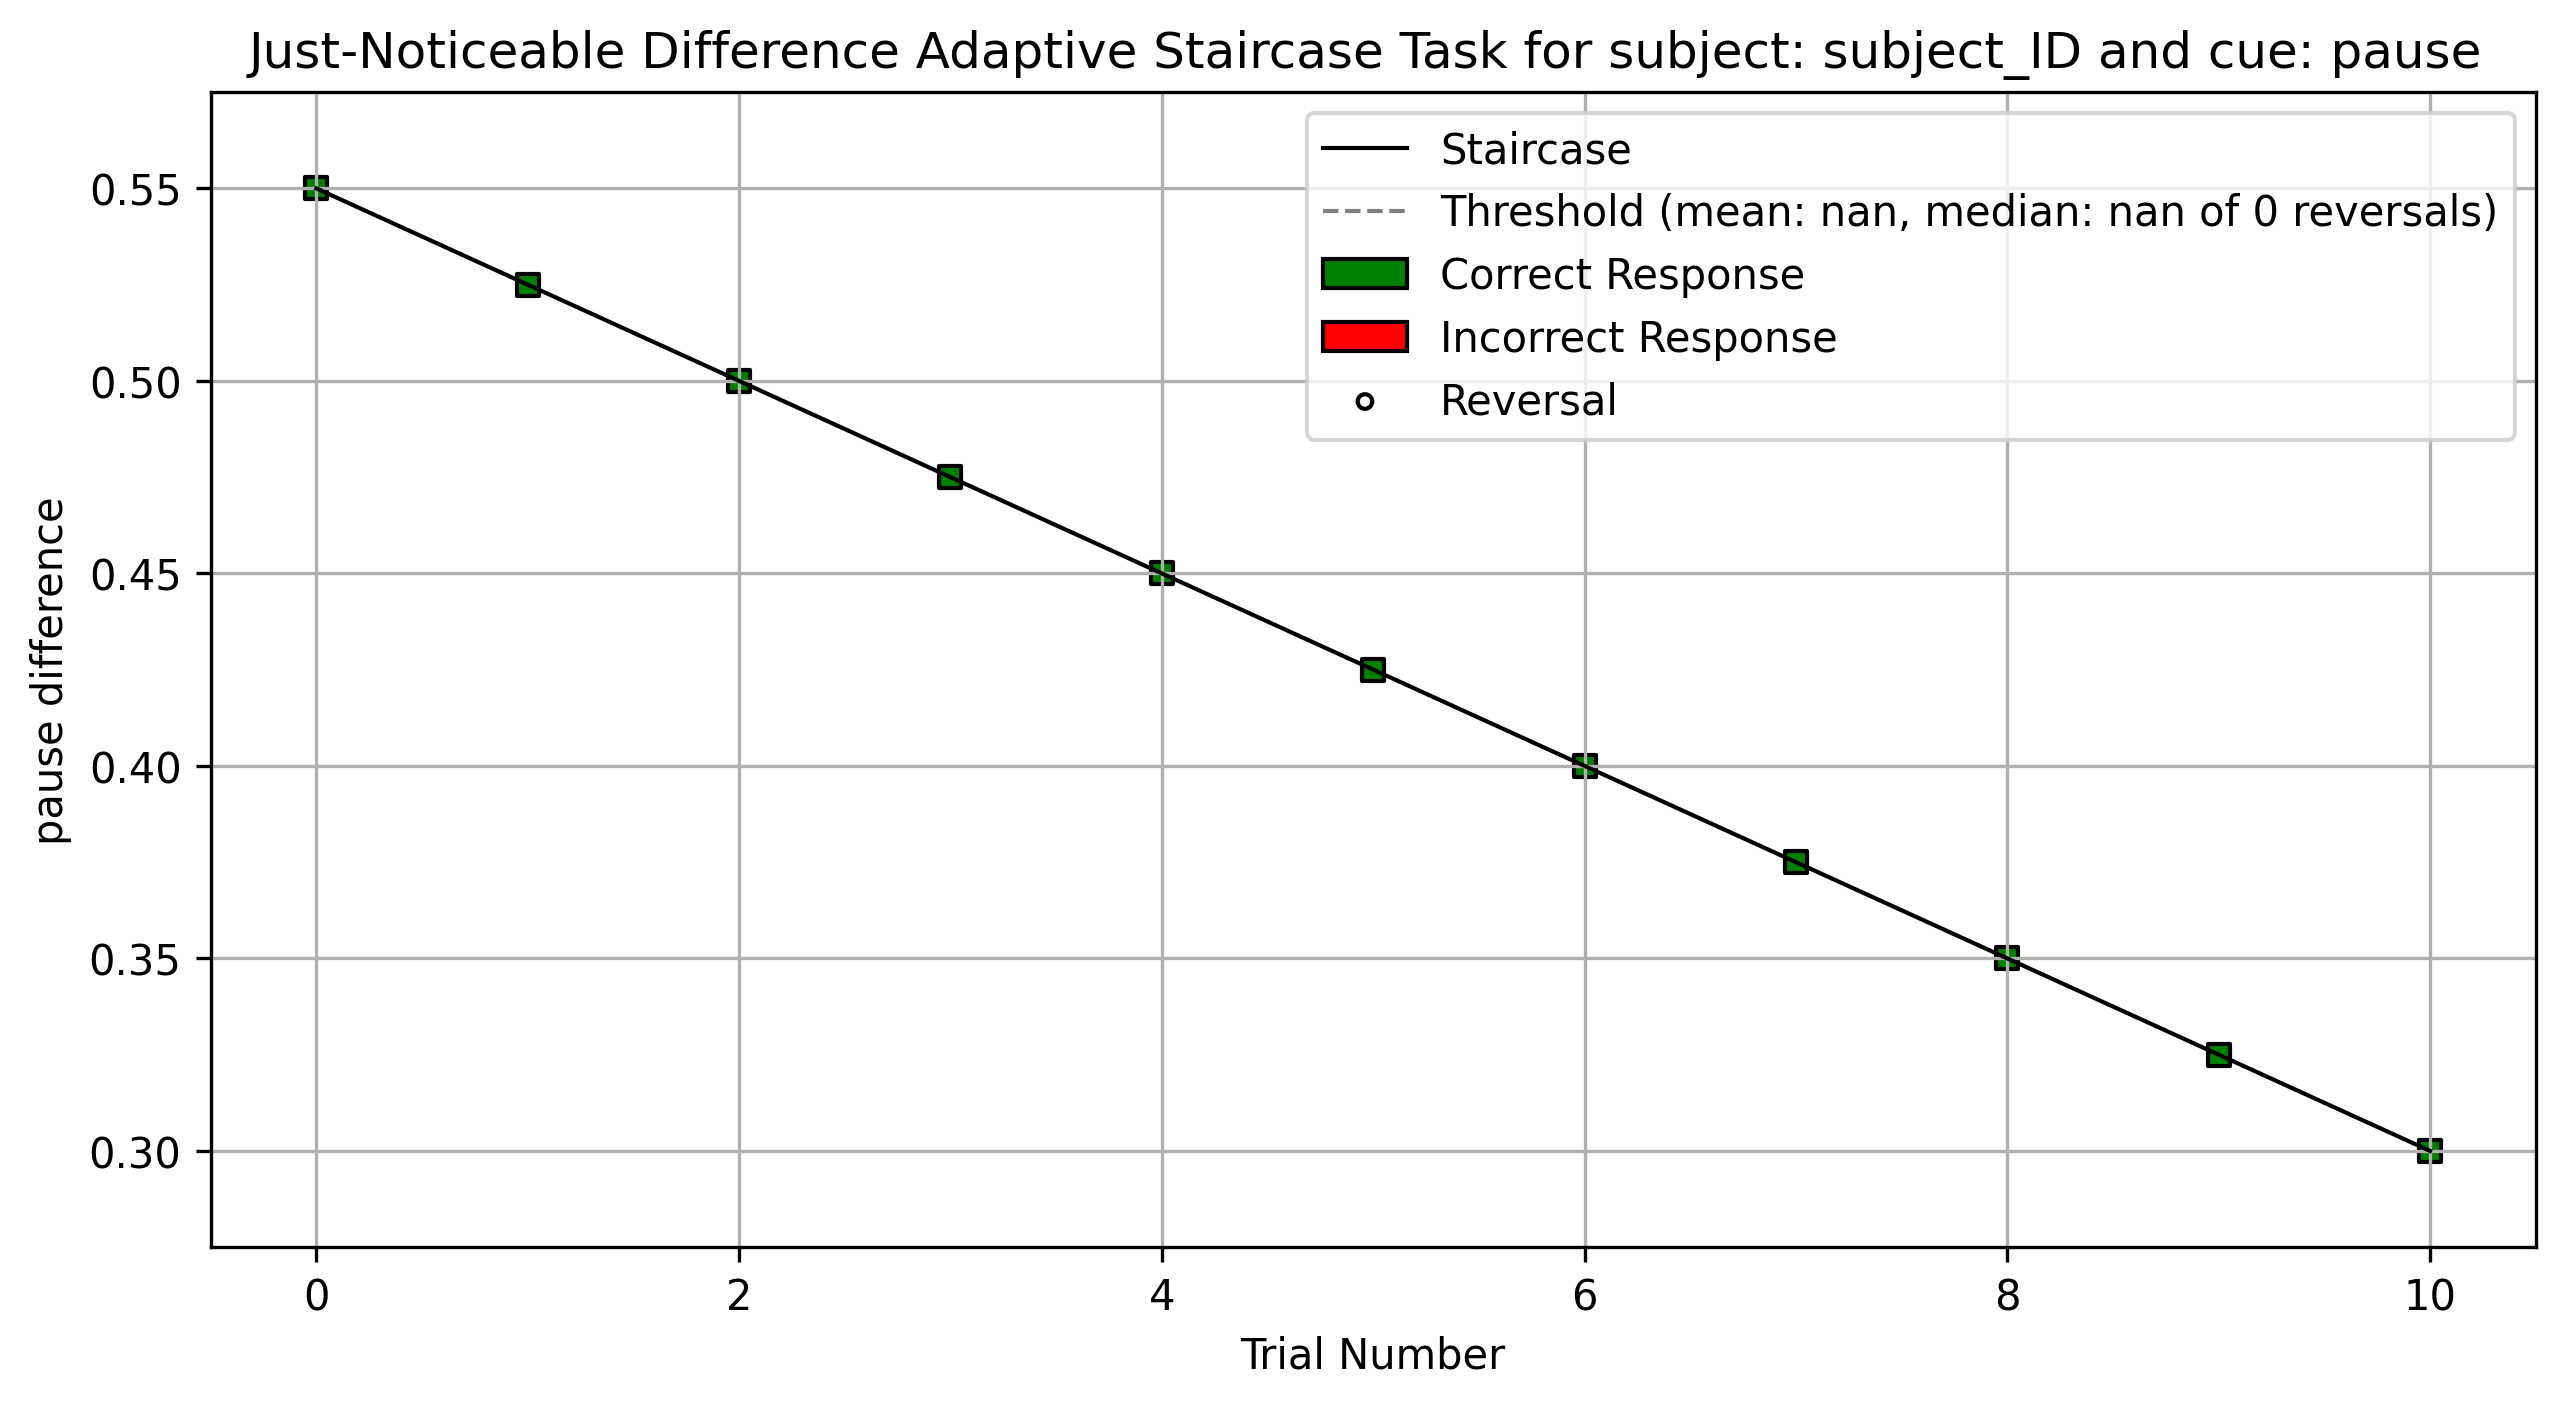 Just-Noticeable Difference Adaptive Staircase Task for subject: subject_ID and cue: pause
Staircase
Threshold (mean: nan, median: nan of 0 reversals)
Correct Response
Incorrect Response
Reversal
pause difference
0.55
0.50
0.45
0.40
0.35
0.30
0 2 4 6 8 10
Trial Number